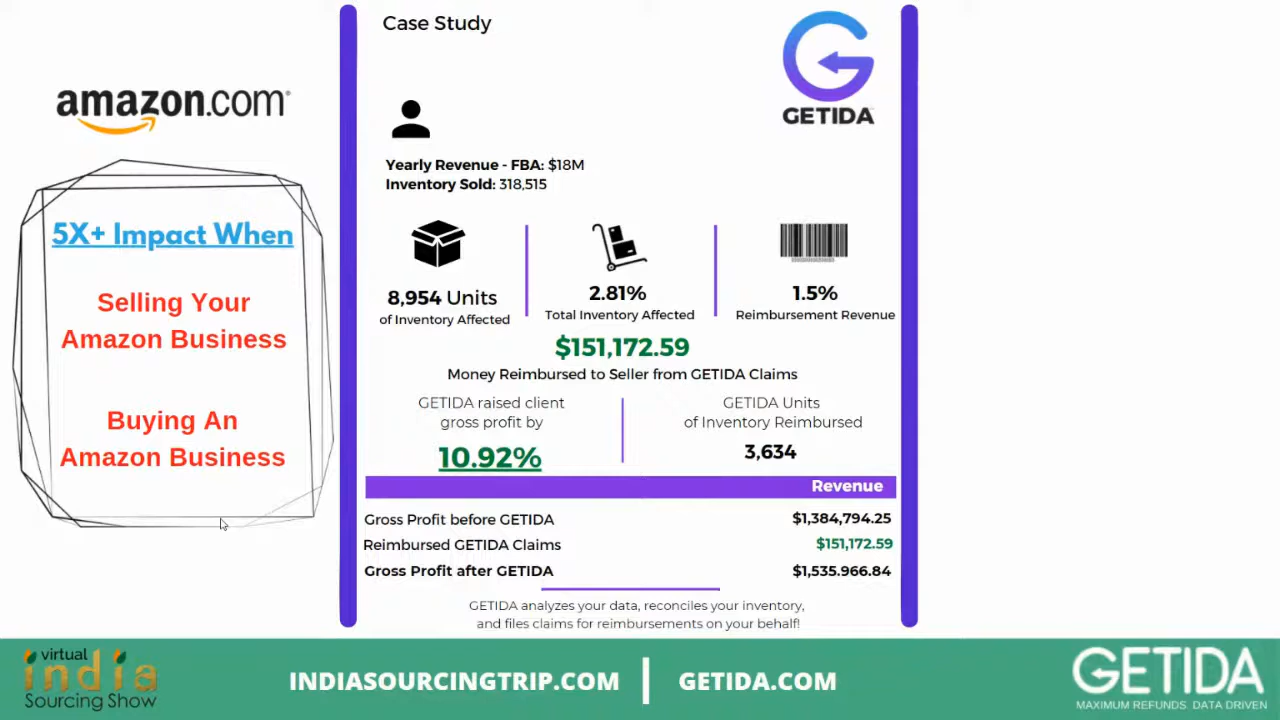 Case Study
GETIDA
amazon.com
Yearly Revenue - FBA: $18M
Inventory Sold: 318,515
5X+ Impact When
Selling Your
Amazon Business
Buying An
Amazon Business
8,954 Units
of Inventory Affected
2.81%
Total Inventory Affected
1.5%
Reimbursement Revenue
$151,172.59
Money Reimbursed to Seller from GETIDA Claims
GETIDA raised client
gross profit by
10.92%
GETIDA Units
of Inventory Reimbursed
3,634
Revenue
Gross Profit before GETIDA $1,384,794.25
Reimbursed GETIDA Claims $151,172.59
Gross Profit after GETIDA $1,535.966.84
GETIDA analyzes your data, reconciles your inventory,
and files claims for reimbursements on your behalf!
virtual
india
Sourcing Show
INDIASOURCINGTRIP.COM | GETIDA.COM
GETIDA
MAXIMUM REFUNDS. DATA DRIVEN